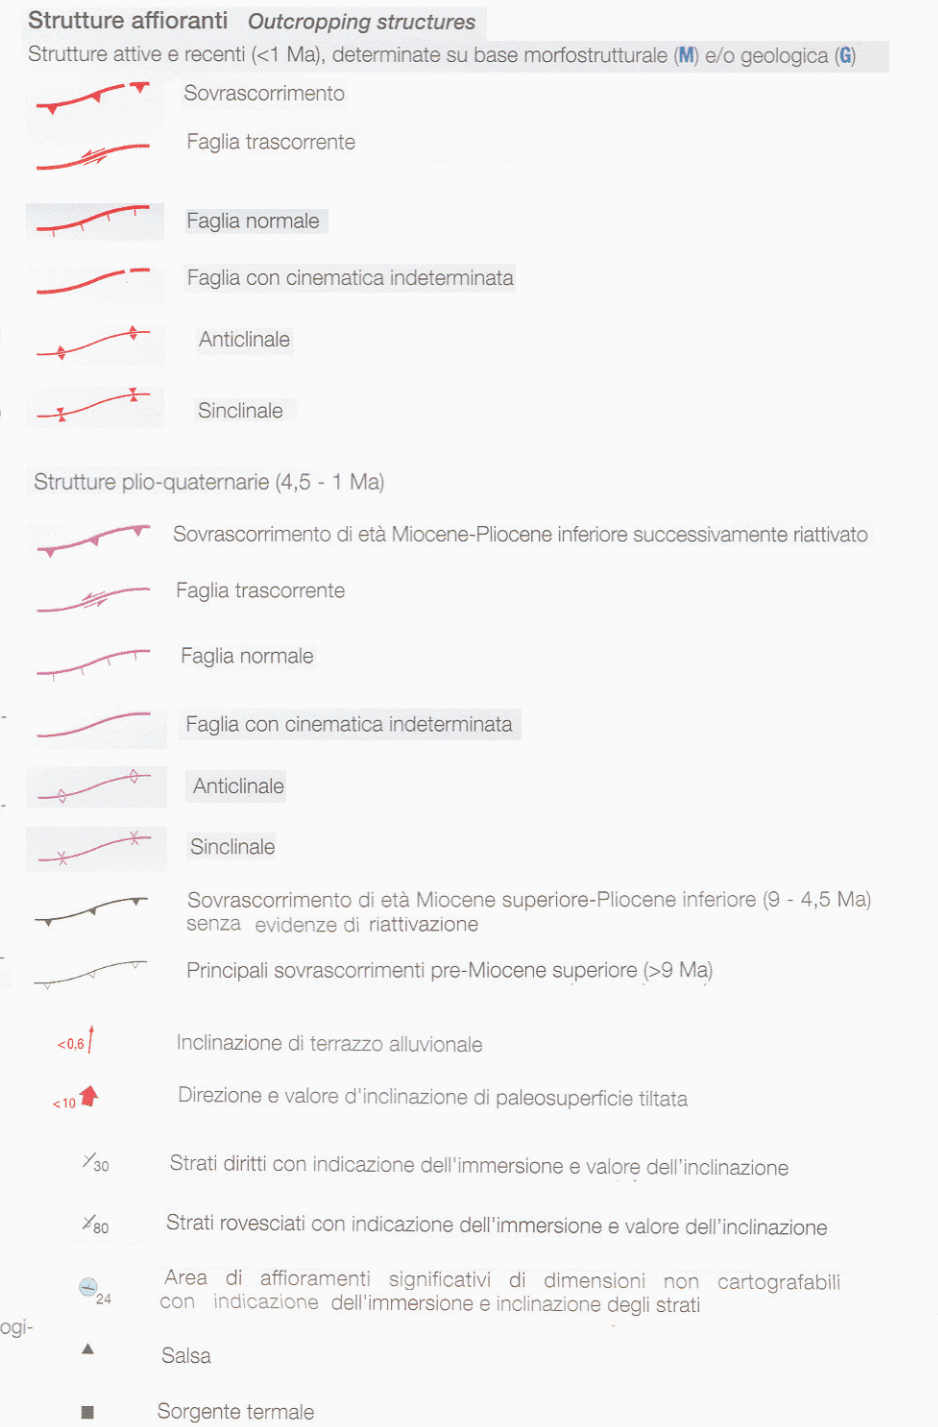 Strutture affioranti Outcropping structures
Strutture attive e recenti (<1 Ma), determinate su base morfostrutturale (M) e/o geologica (G)
Sovrascorrimento
Faglia trascorrente
Faglia normale
Faglia con cinematica indeterminata
Anticlinale
Sinclinale
Strutture plio-quaternarie (4,5 - 1 Ma)
Sovrascorrimento di età Miocene-Pliocene inferiore successivamente riattivato
Faglia trascorrente
Faglia normale
Faglia con cinematica indeterminata
Anticlinale
Sinclinale
Sovrascorrimento di età Miocene superiore-Pliocene inferiore (9 - 4,5 Ma)
senza evidenze di riattivazione
Principali sovrascorrimenti pre-Miocene superiore (>9 Ma)
<0,6 Inclinazione di terrazzo alluvionale
<10 Direzione e valore d'inclinazione di paleosuperficie tiltata
30 Strati diritti con indicazione dell'immersione e valore dell'inclinazione
80 Strati rovesciati con indicazione dell'immersione e valore dell'inclinazione
24 Area di affioramenti significativi di dimensioni non cartografabili
con indicazione dell'immersione e inclinazione degli strati
ogi-
Salsa
Sorgente termale